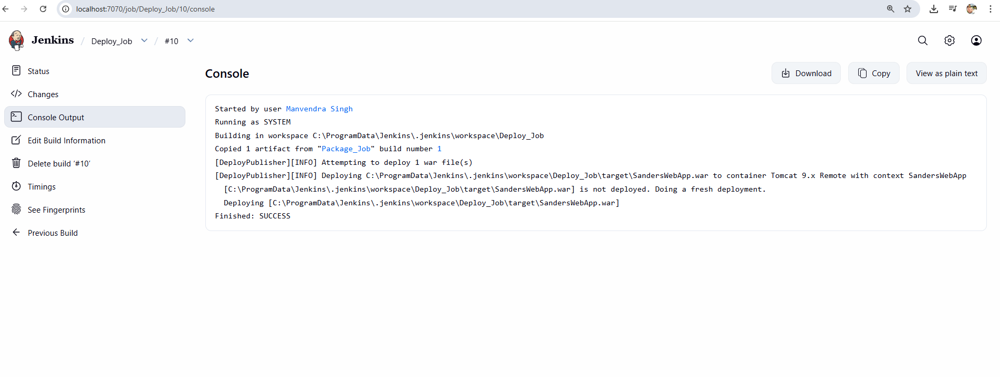 localhost:7070/job/Deploy_Job/10/console
Jenkins / Deploy_Job / #10
Status
Changes
Console Output
Edit Build Information
Delete build ‘#10’
Timings
See Fingerprints
Previous Build
Console
Download
Copy
View as plain text
Started by user Manvendra Singh
Running as SYSTEM
Building in workspace C:\ProgramData\Jenkins\.jenkins\workspace\Deploy_Job
Copied 1 artifact from "Package_Job" build number 1
[DeployPublisher][INFO] Attempting to deploy 1 war file(s)
[DeployPublisher][INFO] Deploying C:\ProgramData\Jenkins\.jenkins\workspace\Deploy_Job\target\SandersWebApp.war to container Tomcat 9.x Remote with context SandersWebApp
[C:\ProgramData\Jenkins\.jenkins\workspace\Deploy_Job\target\SandersWebApp.war] is not deployed. Doing a fresh deployment.
Deploying [C:\ProgramData\Jenkins\.jenkins\workspace\Deploy_Job\target\SandersWebApp.war]
Finished: SUCCESS